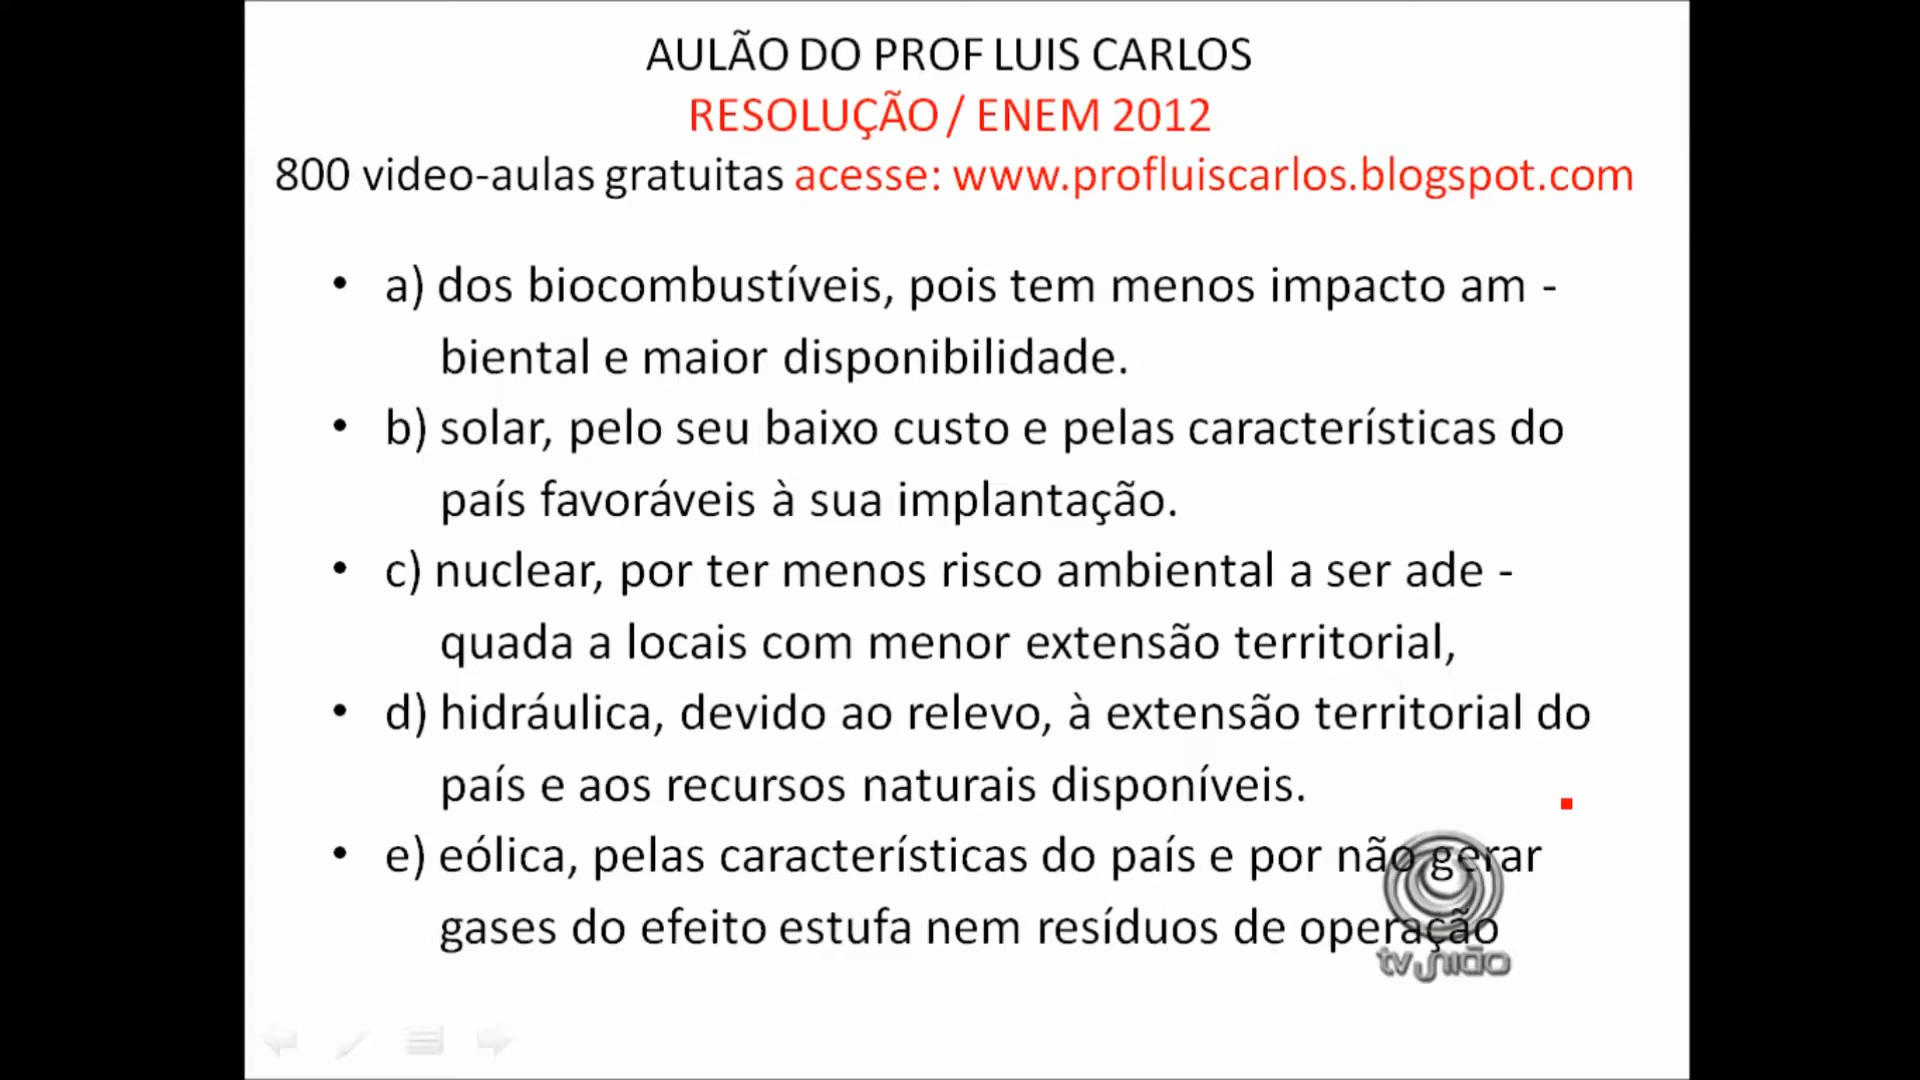 AULÃO DO PROF LUIS CARLOS
RESOLUÇÃO / ENEM 2012
800 video-aulas gratuitas acesse: www.profluiscarlos.blogspot.com
• a) dos biocombustíveis, pois tem menos impacto am -
biental e maior disponibilidade.
• b) solar, pelo seu baixo custo e pelas características do
país favoráveis à sua implantação.
• c) nuclear, por ter menos risco ambiental a ser ade -
quada a locais com menor extensão territorial,
• d) hidráulica, devido ao relevo, à extensão territorial do
país e aos recursos naturais disponíveis.
• e) eólica, pelas características do país e por não gerar
gases do efeito estufa nem resíduos de operação
tv união